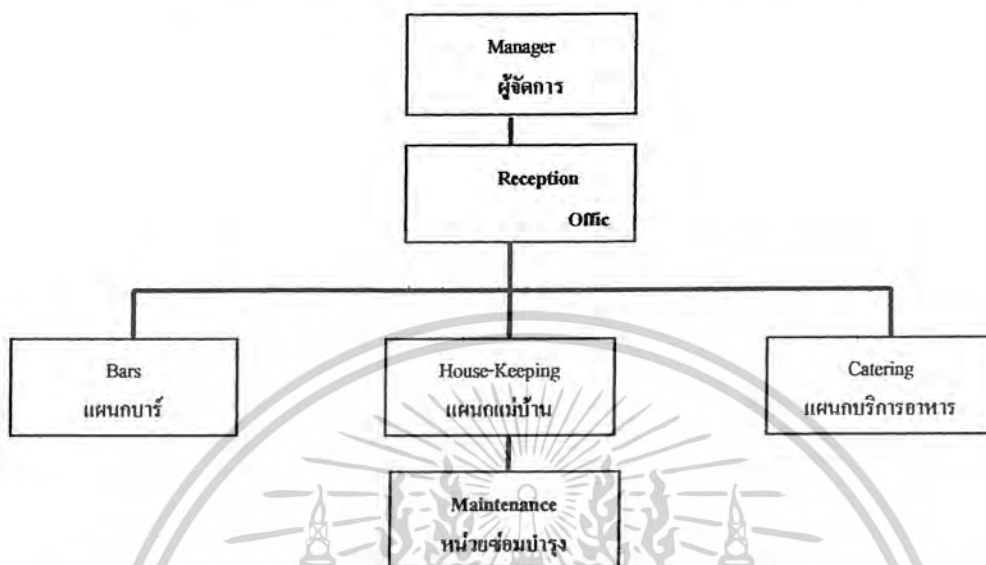 Manager
ผู้จัดการ
Reception
Offic
Bars
แผนกบาร์
House-Keeping
แผนกแม่บ้าน
Catering
แผนกบริการอาหาร
Maintenance
หน่วยซ่อมบำรุง